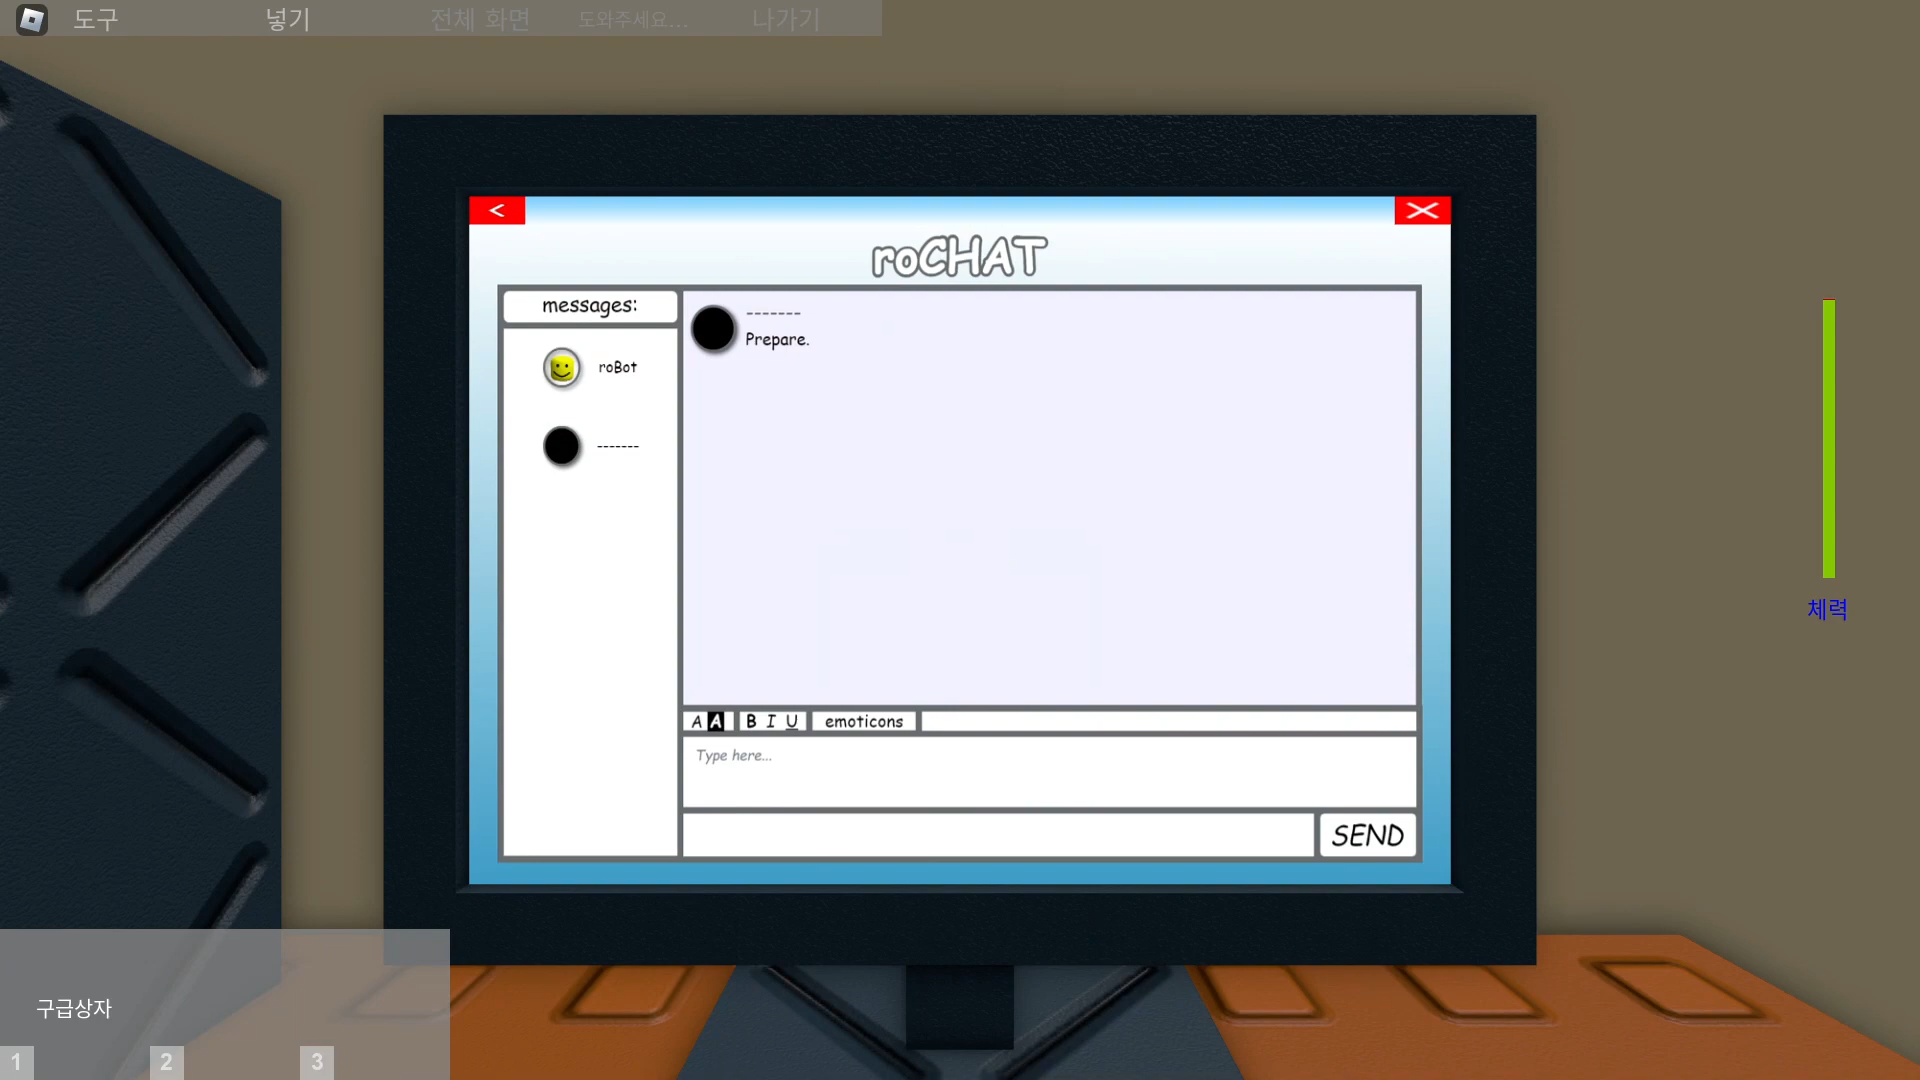 도구 넣기 전체 화면 도와주세요... 나가기
< X
roCHAT
messages:
roBot
-------
-------
Prepare.
A A B I U emoticons
Type here...
SEND
체력
구급상자
1 2 3